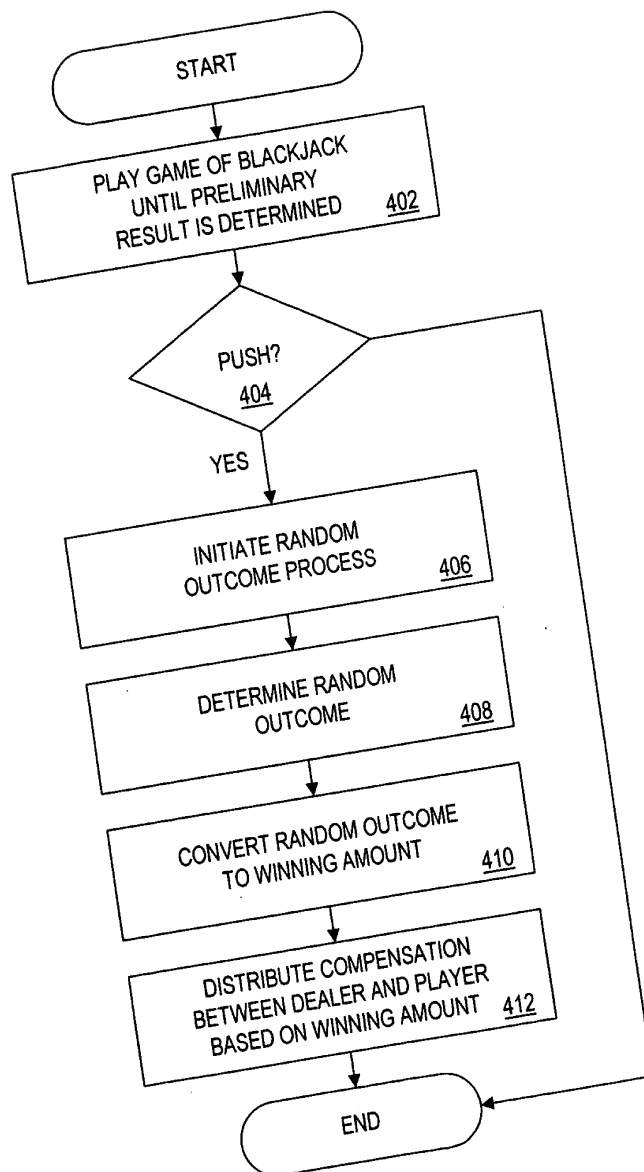 START
PLAY GAME OF BLACKJACK
UNTIL PRELIMINARY
RESULT IS DETERMINED 402
PUSH?
404
YES
INITIATE RANDOM
OUTCOME PROCESS 406
DETERMINE RANDOM
OUTCOME 408
CONVERT RANDOM OUTCOME
TO WINNING AMOUNT 410
DISTRIBUTE COMPENSATION
BETWEEN DEALER AND PLAYER
BASED ON WINNING AMOUNT 412
END